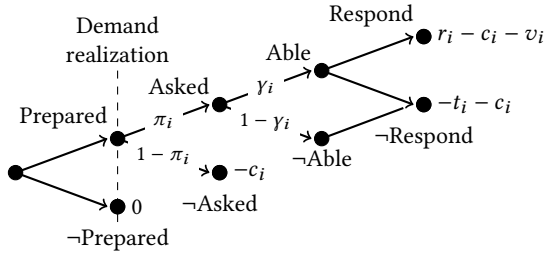 Demand
realization
Prepared
Asked
Able
Respond
π_i
1 − π_i
γ_i
1 − γ_i
r_i − c_i − v_i
−t_i − c_i
¬Respond
¬Able
−c_i
¬Asked
0
¬Prepared